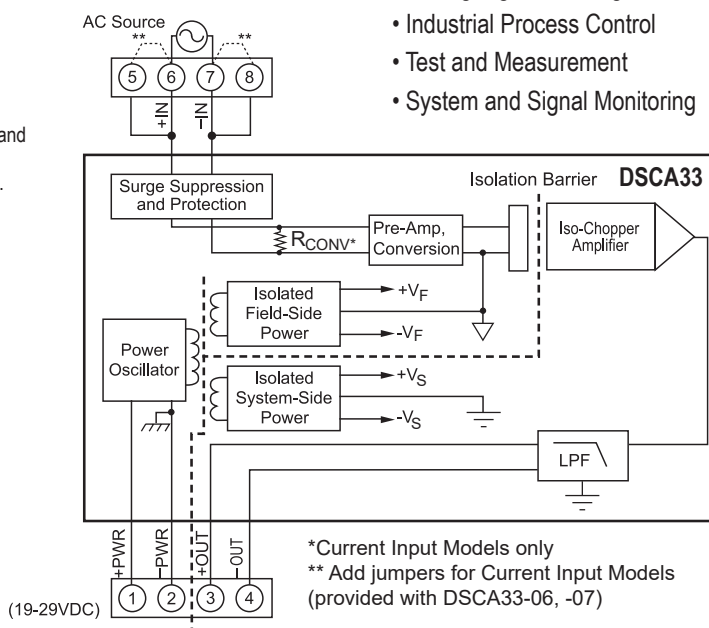 • Industrial Process Control
• Test and Measurement
• System and Signal Monitoring
and
.
AC Source
** **
5 6 7 8
+IN –IN
Isolation Barrier DSCA33
Surge Suppression
and Protection
RCONV*
Pre-Amp,
Conversion
Iso-Chopper
Amplifier
Isolated
Field-Side
Power
+VF
-VF
Power
Oscillator
Isolated
System-Side
Power
+VS
-VS
LPF
+PWR –PWR +OUT –OUT
1 2 3 4
(19-29VDC)
*Current Input Models only
** Add jumpers for Current Input Models
(provided with DSCA33-06, -07)